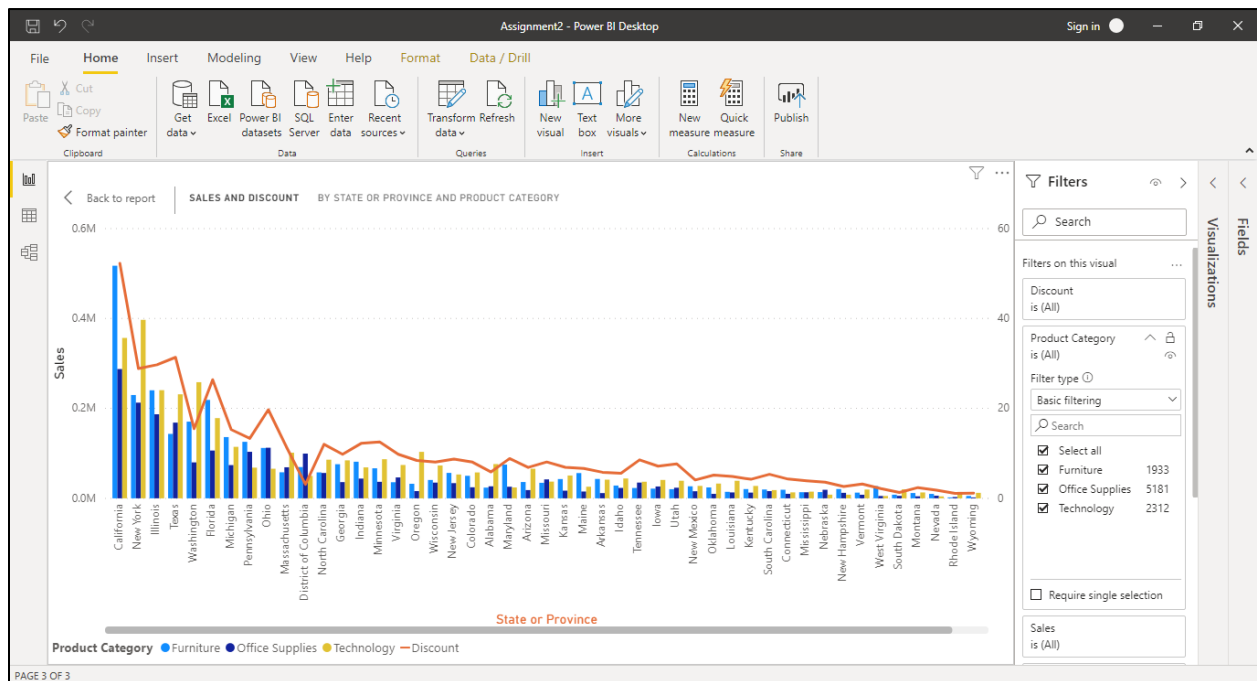 Assignment2 - Power BI Desktop
Sign in
File Home Insert Modeling View Help Format Data / Drill
Paste
Cut
Copy
Format painter
Clipboard
Get data
Excel
Power BI datasets
SQL Server
Enter data
Recent sources
Data
Transform data
Refresh
Queries
New visual
Text box
More visuals
Insert
New measure
Quick measure
Calculations
Publish
Share
Back to report
SALES AND DISCOUNT BY STATE OR PROVINCE AND PRODUCT CATEGORY
0.6M
0.4M
0.2M
0.0M
Sales
60
40
20
0
California
New York
Illinois
Texas
Washington
Florida
Michigan
Pennsylvania
Ohio
Massachusetts
District of Columbia
North Carolina
Georgia
Indiana
Minnesota
Virginia
Oregon
Wisconsin
New Jersey
Colorado
Alabama
Maryland
Arizona
Missouri
Kansas
Maine
Arkansas
Idaho
Tennessee
Iowa
Utah
New Mexico
Oklahoma
Louisiana
Kentucky
South Carolina
Connecticut
Mississippi
Nebraska
New Hampshire
Vermont
West Virginia
South Dakota
Montana
Nevada
Rhode Island
Wyoming
State or Province
Product Category Furniture Office Supplies Technology Discount
Filters
Search
Filters on this visual
Discount
is (All)
Product Category
is (All)
Filter type
Basic filtering
Search
Select all
Furniture 1933
Office Supplies 5181
Technology 2312
Require single selection
Sales
is (All)
Visualizations
Fields
PAGE 3 OF 3